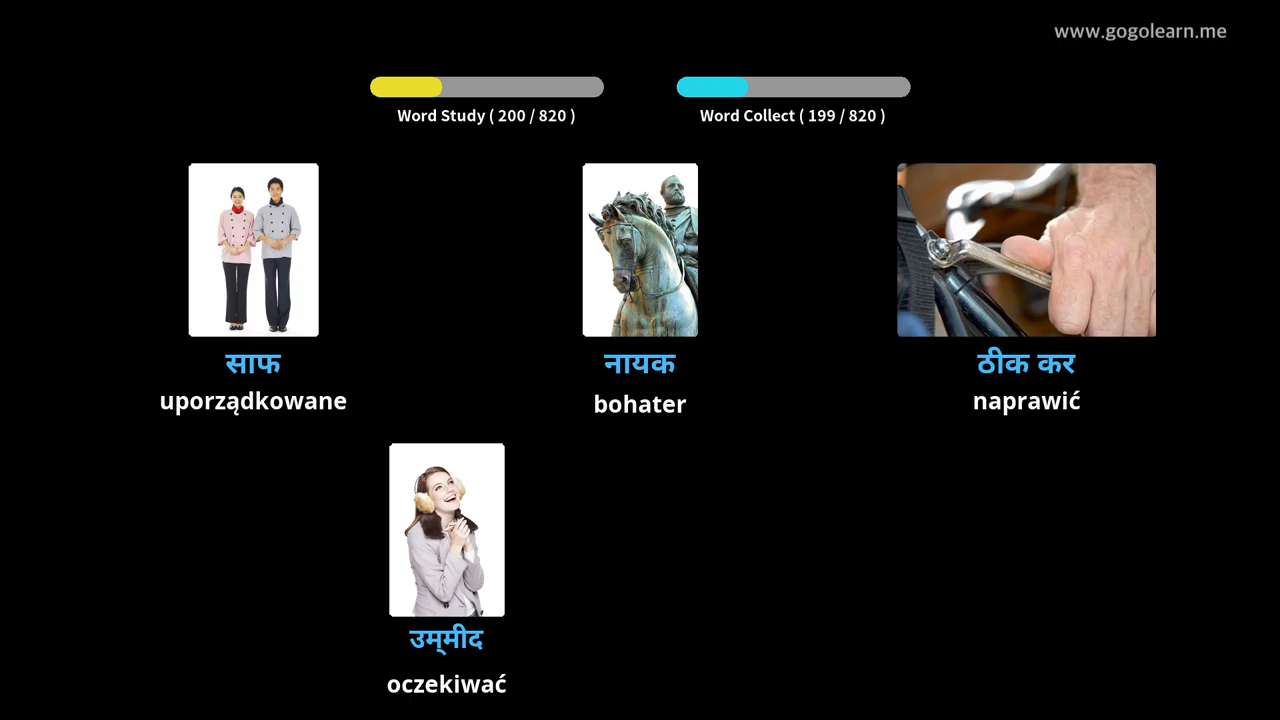 www.gogolearn.me
Word Study ( 200 / 820 )
Word Collect ( 199 / 820 )
साफ
uporządkowane
नायक
bohater
ठीक कर
naprawić
उम्‌मीद
oczekiwać